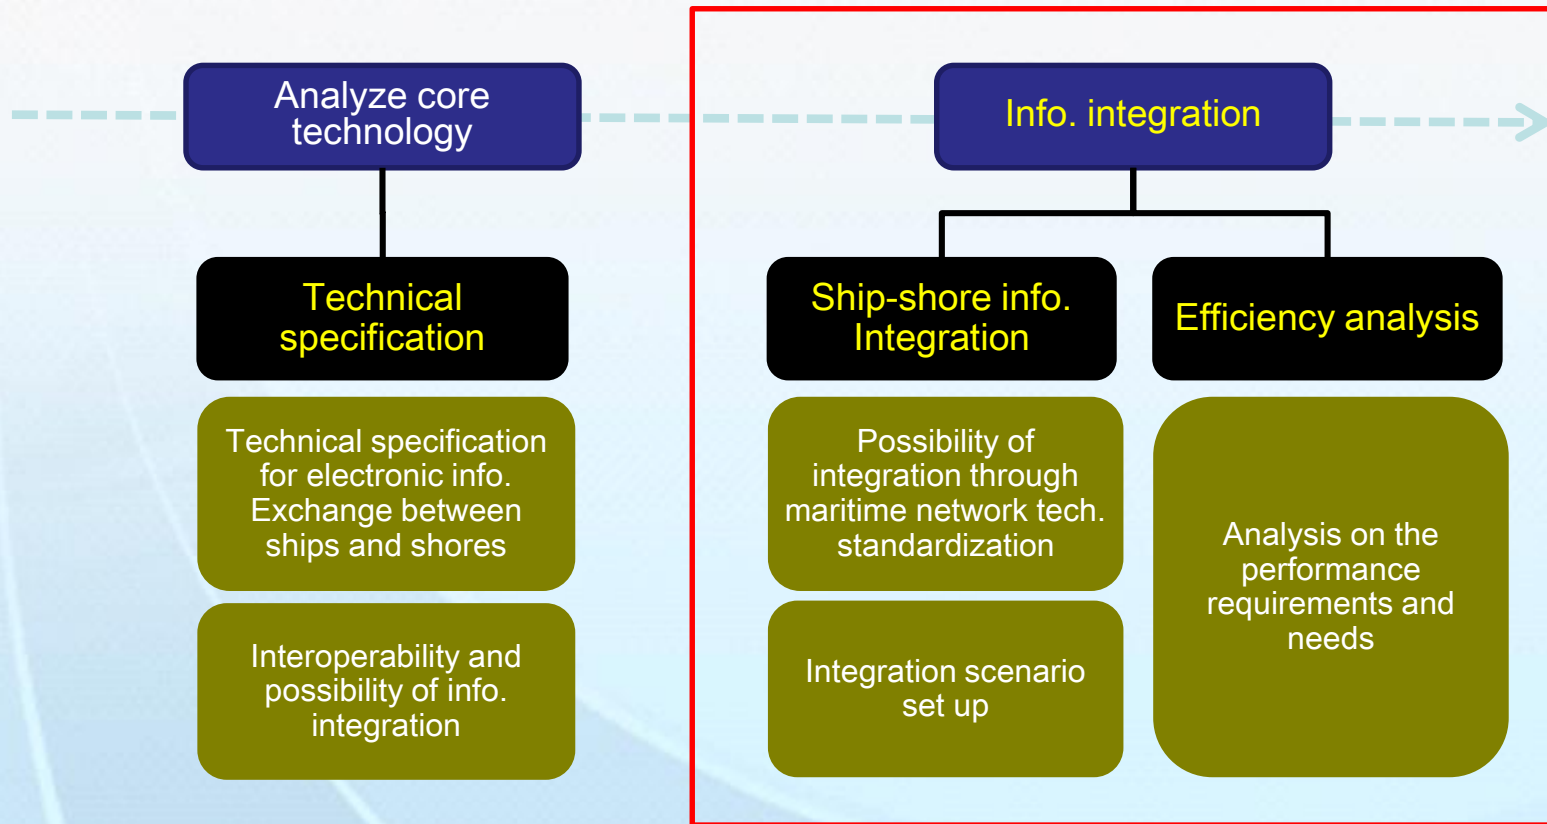 Analyze core
technology
Info. integration
Technical
specification
Ship-shore info.
Integration
Efficiency analysis
Technical specification
for electronic info.
Exchange between
ships and shores
Interoperability and
possibility of info.
integration
Possibility of
integration through
maritime network tech.
standardization
Integration scenario
set up
Analysis on the
performance
requirements and
needs